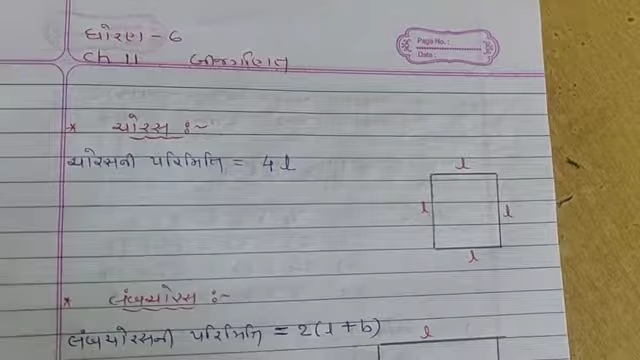 ધોરણ - 6
Page No. :
Date :
Ch 11 બીજગણિત
* ચોરસ :-
ચોરસની પરિમિતિ = 4l
l
l l
l
* લંબચોરસ :-
લંબચોરસની પરિમિતિ = 2(l + b)
l